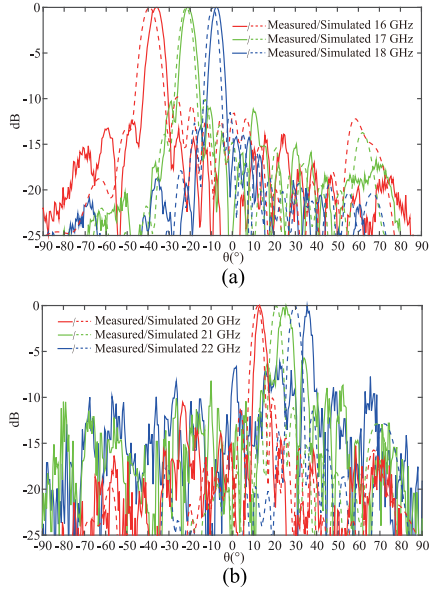 0
Measured/Simulated 16 GHz
Measured/Simulated 17 GHz
Measured/Simulated 18 GHz
-5
-10
dB
-15
-20
-25
-90 -80 -70 -60 -50 -40 -30 -20 -10 0 10 20 30 40 50 60 70 80 90
θ(°)
(a)
0
Measured/Simulated 20 GHz
Measured/Simulated 21 GHz
Measured/Simulated 22 GHz
-5
-10
dB
-15
-20
-25
-90 -80 -70 -60 -50 -40 -30 -20 -10 0 10 20 30 40 50 60 70 80 90
θ(°)
(b)